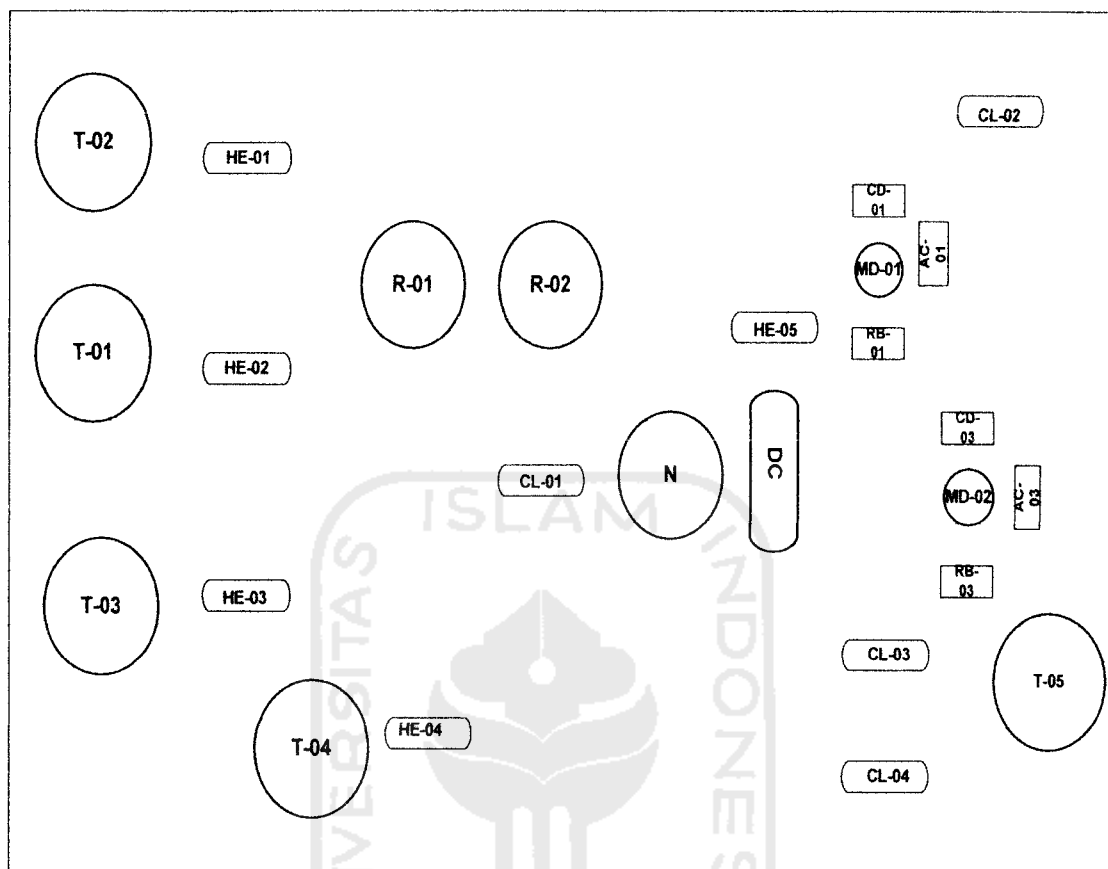 T-02
HE-01
CL-02
CD-
01
AC-
01
MD-01
R-01
R-02
HE-05
RB-
01
T-01
HE-02
CD-
03
N
DC
CL-01
MD-02
AC-
03
ISLAM
UNIVERSITAS
INDONES
T-03
HE-03
RB-
03
CL-03
T-05
T-04
HE-04
CL-04